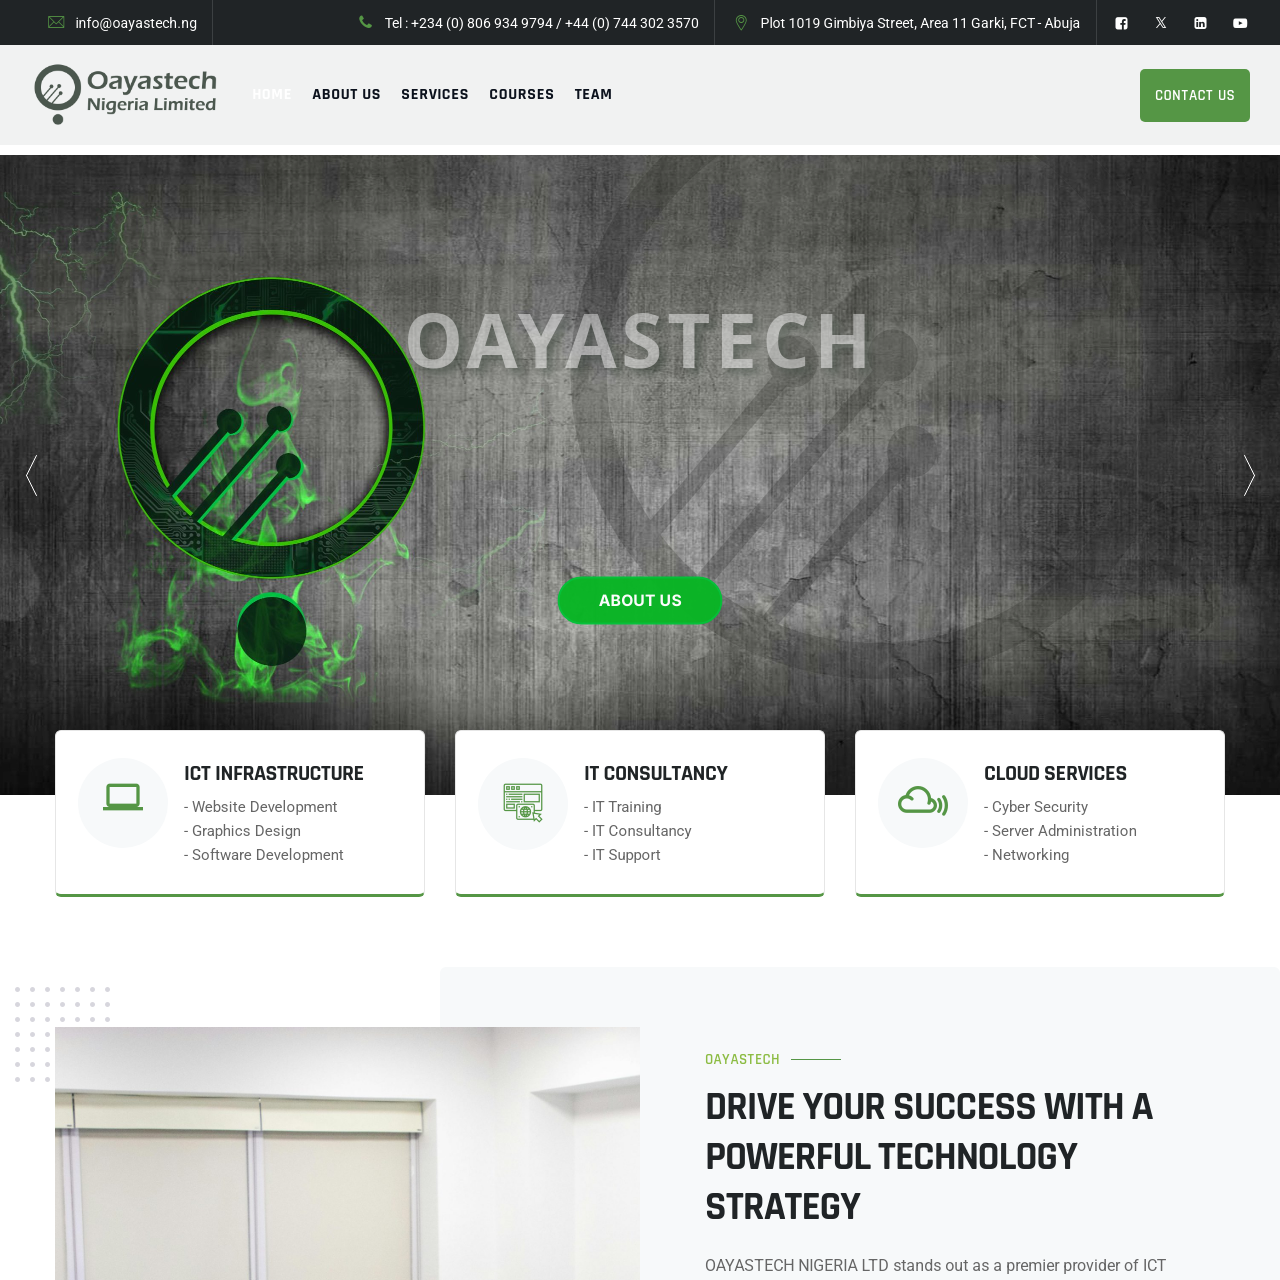 info@oayastech.ng
Tel : +234 (0) 806 934 9794 / +44 (0) 744 302 3570
Plot 1019 Gimbiya Street, Area 11 Garki, FCT - Abuja
Oayastech
Nigeria Limited
HOME
ABOUT US
SERVICES
COURSES
TEAM
CONTACT US
OAYASTECH
ABOUT US
ICT INFRASTRUCTURE
- Website Development
- Graphics Design
- Software Development
IT CONSULTANCY
- IT Training
- IT Consultancy
- IT Support
CLOUD SERVICES
- Cyber Security
- Server Administration
- Networking
OAYASTECH
DRIVE YOUR SUCCESS WITH A
POWERFUL TECHNOLOGY
STRATEGY
OAYASTECH NIGERIA LTD stands out as a premier provider of ICT